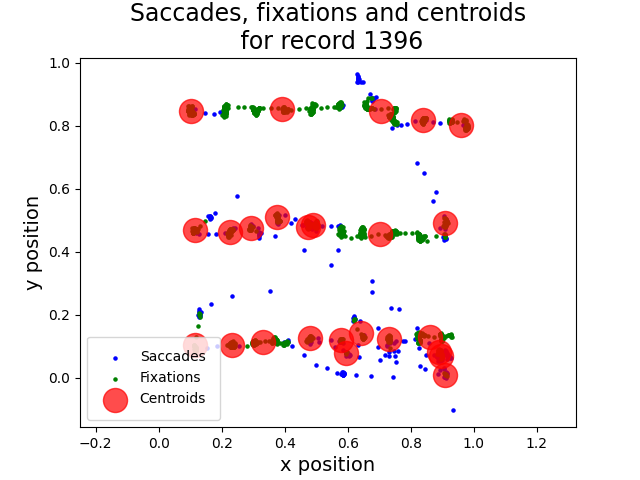 Saccades, fixations and centroids
for record 1396
1.0
0.8
0.6
0.4
0.2
0.0
y position
Saccades
Fixations
Centroids
−0.2
0.0
0.2
0.4
0.6
0.8
1.0
1.2
x position